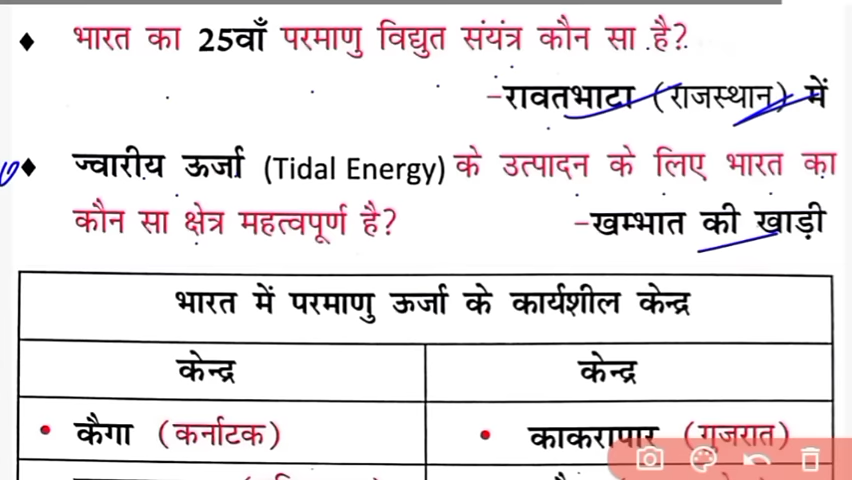 ♦ भारत का 25वाँ परमाणु विद्युत संयंत्र कौन सा है?
–रावतभाटा (राजस्थान) में
♦ ज्वारीय ऊर्जा (Tidal Energy) के उत्पादन के लिए भारत का
कौन सा क्षेत्र महत्वपूर्ण है? –खम्भात की खाड़ी
भारत में परमाणु ऊर्जा के कार्यशील केन्द्र
केन्द्र केन्द्र
• कैगा (कर्नाटक) • काकरापार (गुजरात)